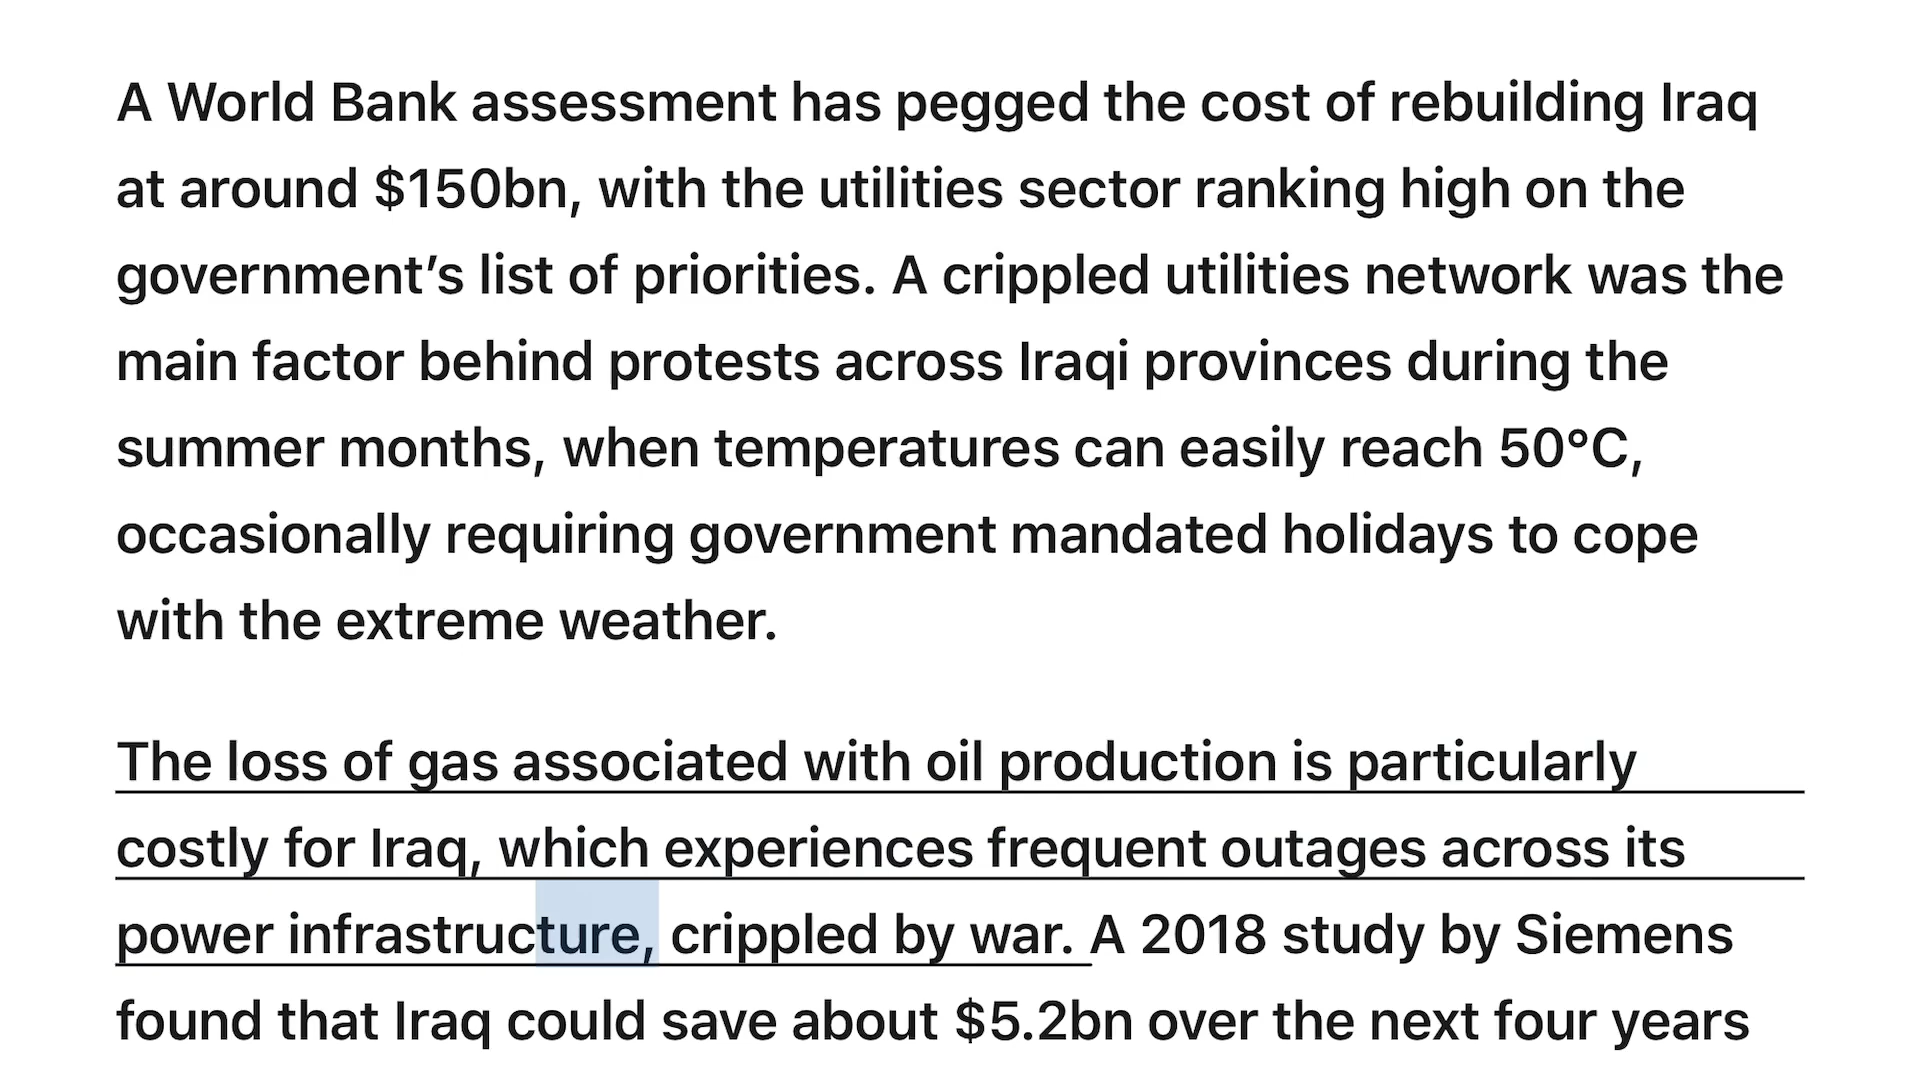 A World Bank assessment has pegged the cost of rebuilding Iraq
at around $150bn, with the utilities sector ranking high on the
government’s list of priorities. A crippled utilities network was the
main factor behind protests across Iraqi provinces during the
summer months, when temperatures can easily reach 50°C,
occasionally requiring government mandated holidays to cope
with the extreme weather.
The loss of gas associated with oil production is particularly
costly for Iraq, which experiences frequent outages across its
power infrastructure, crippled by war. A 2018 study by Siemens
found that Iraq could save about $5.2bn over the next four years